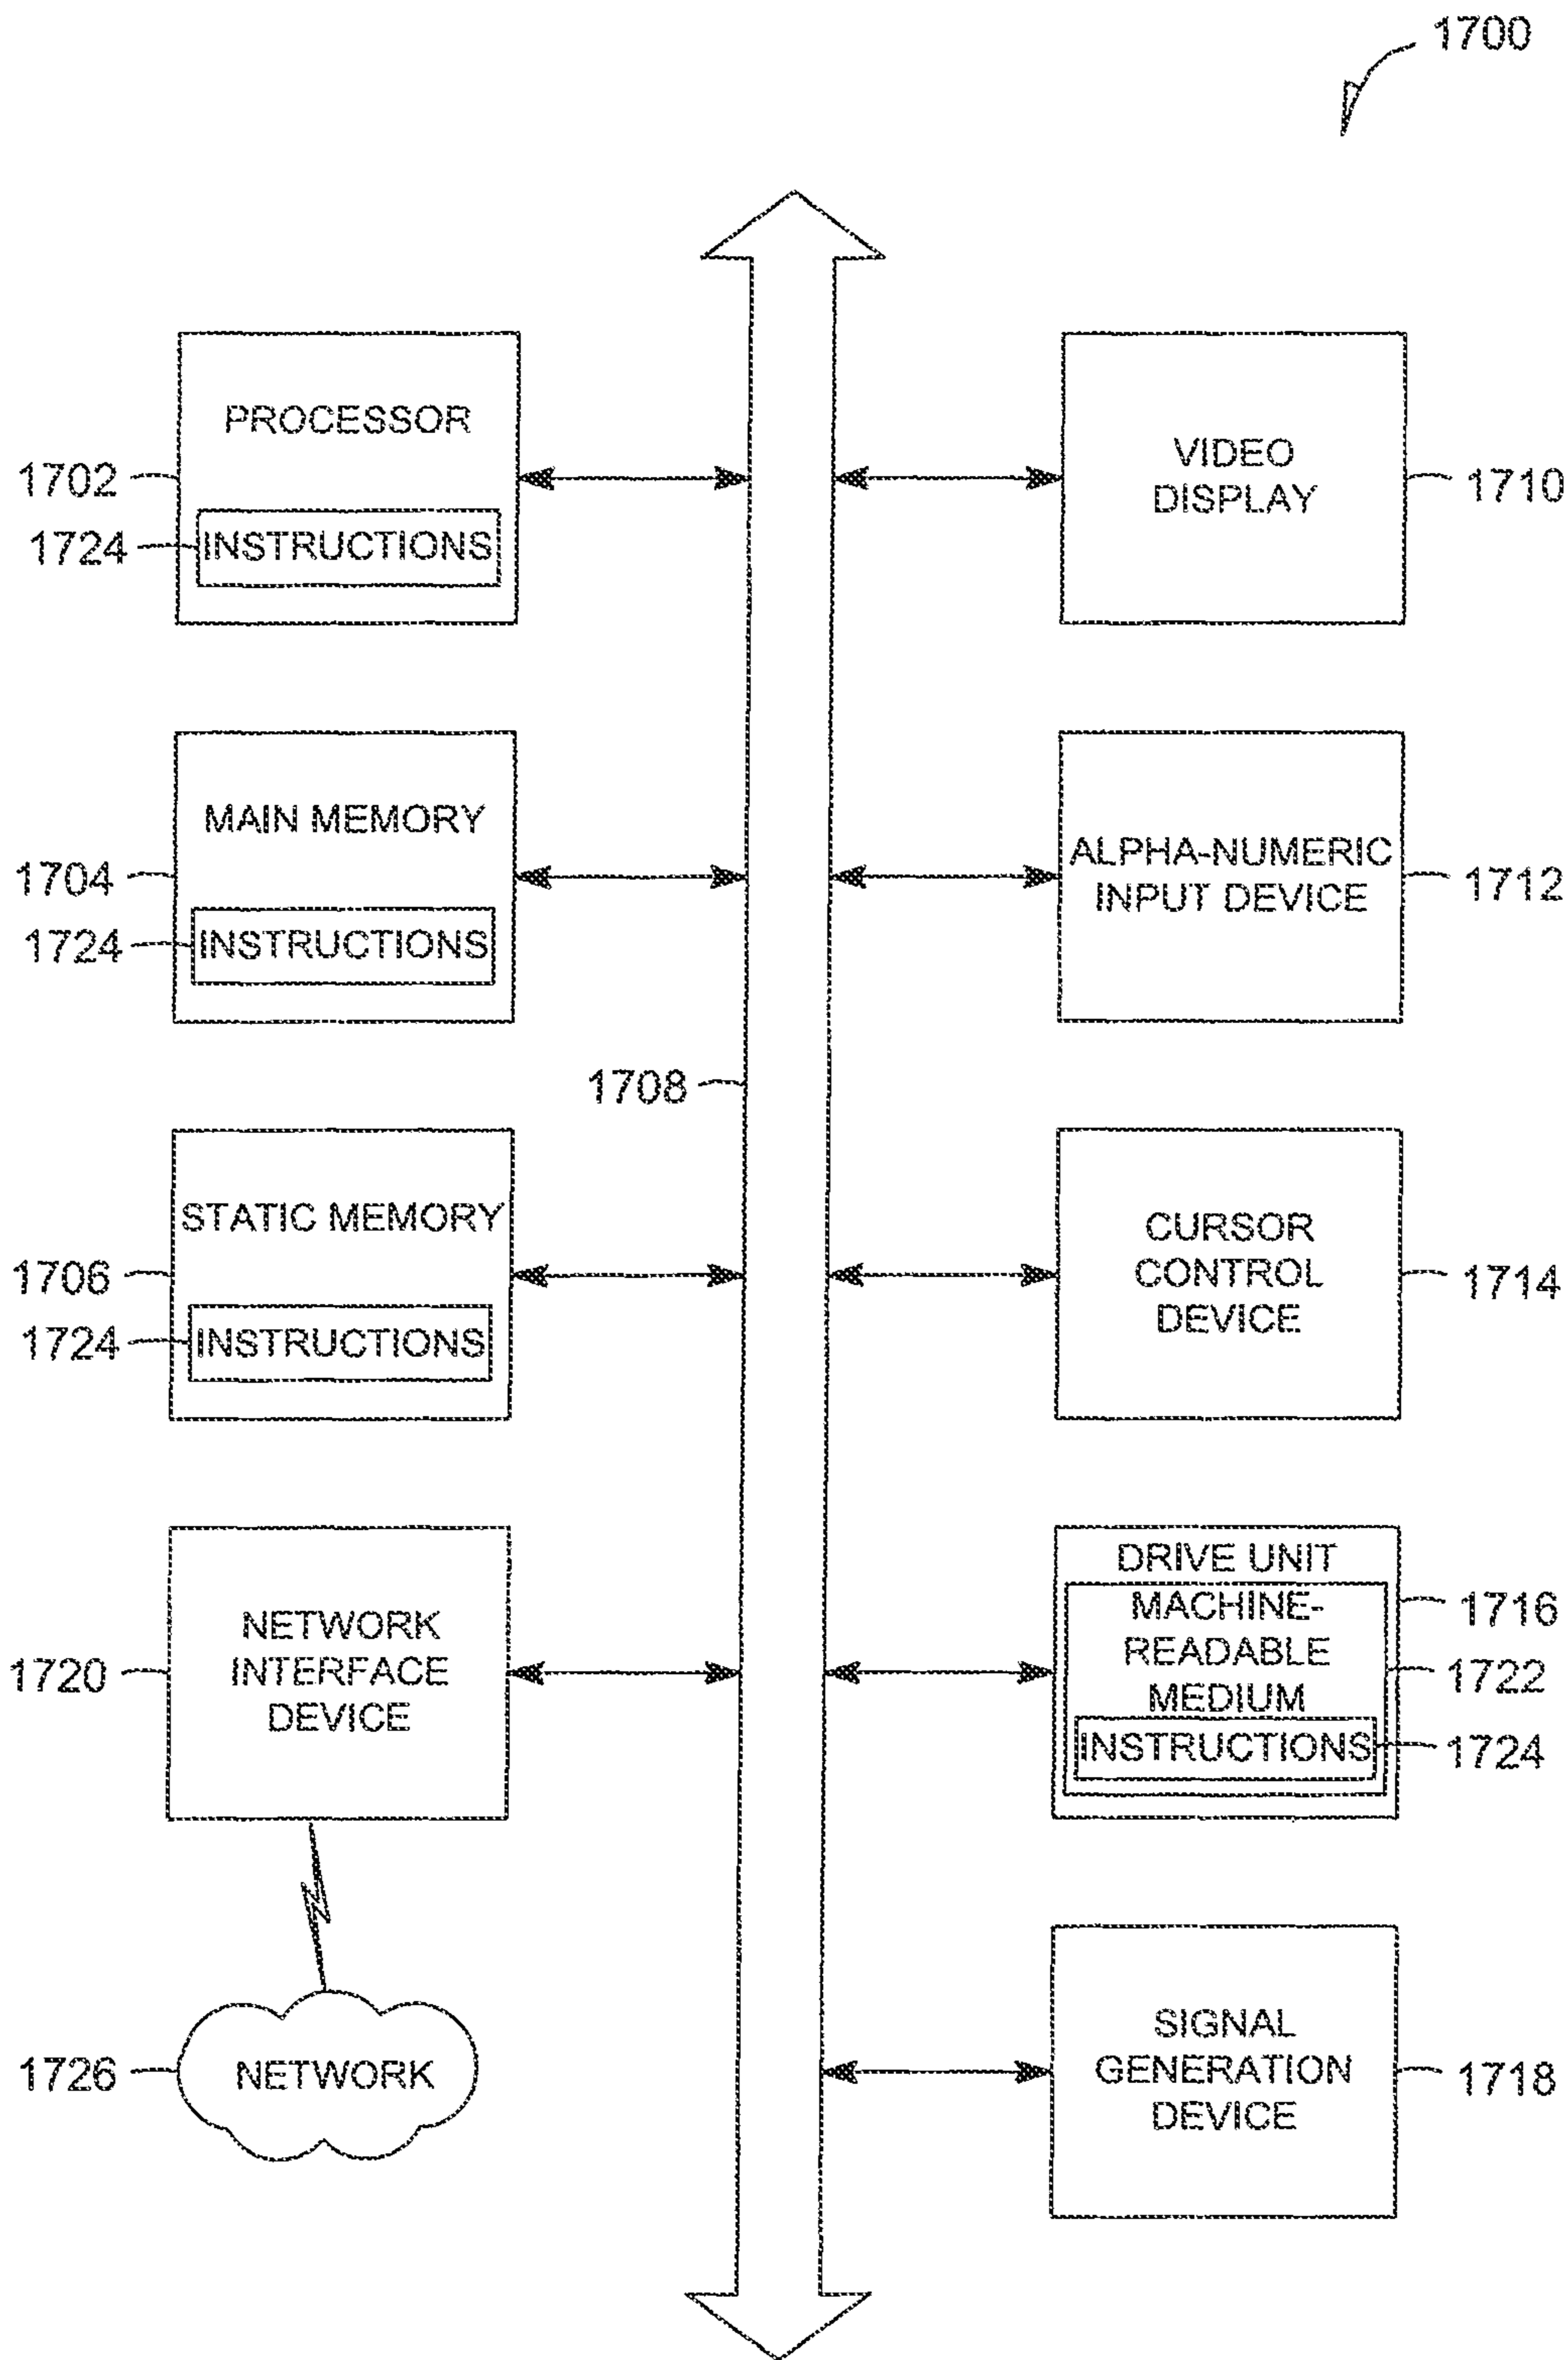 1700
PROCESSOR
1702
1724
INSTRUCTIONS
VIDEO
DISPLAY
1710
MAIN MEMORY
1704
1724
INSTRUCTIONS
ALPHA-NUMERIC
INPUT DEVICE
1712
1708
STATIC MEMORY
1706
1724
INSTRUCTIONS
CURSOR
CONTROL
DEVICE
1714
NETWORK
INTERFACE
DEVICE
1720
DRIVE UNIT
MACHINE-
READABLE
MEDIUM
INSTRUCTIONS
1716
1722
1724
1726
NETWORK
SIGNAL
GENERATION
DEVICE
1718